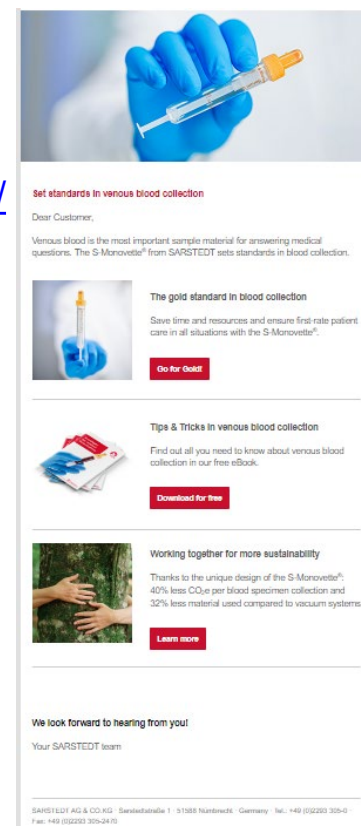 Set standards in venous blood collection
Dear Customer,
Venous blood is the most important sample material for answering medical
questions. The S-Monovette® from SARSTEDT sets standards in blood collection.
The gold standard in blood collection
Save time and resources and ensure first-rate patient
care in all situations with the S-Monovette®.
Go for Gold!
Tips & Tricks in venous blood collection
Find out all you need to know about venous blood
collection in our free eBook.
Download for free
Working together for more sustainability
Thanks to the unique design of the S-Monovette®:
40% less CO₂e per blood specimen collection and
32% less material used compared to vacuum systems
Learn more
We look forward to hearing from you!
Your SARSTEDT team
SARSTEDT AG & CO. KG · Sarstedtstraße 1 · 51588 Nümbrecht · Germany · Tel.: +49 (0)2293 305-0 ·
Fax: +49 (0)2293 305-2470